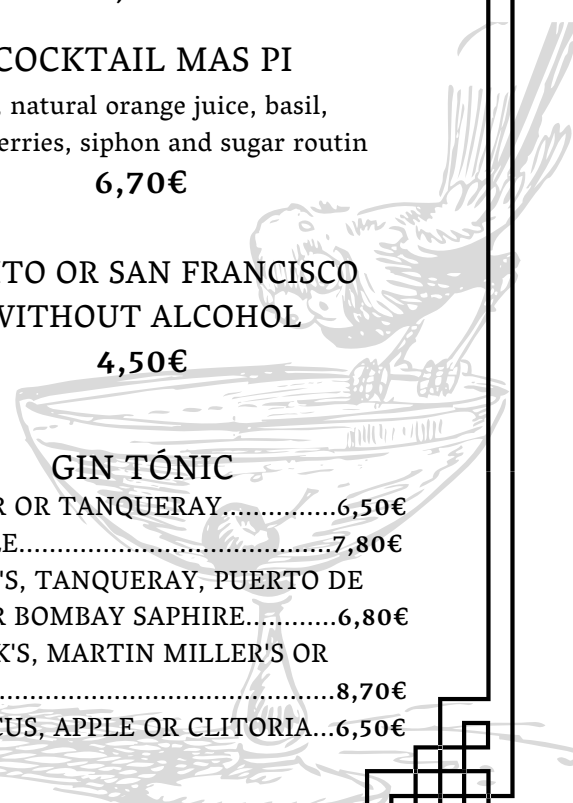 COCKTAIL MAS PI
natural orange juice, basil,
erries, siphon and sugar routin
6,70€
TO OR SAN FRANCISCO
WITHOUT ALCOHOL
4,50€
GIN TÓNIC
R OR TANQUERAY..............6,50€
LE.........................................7,80€
'S, TANQUERAY, PUERTO DE
R BOMBAY SAPHIRE............6,80€
K'S, MARTIN MILLER'S OR
............................................8,70€
CUS, APPLE OR CLITORIA...6,50€